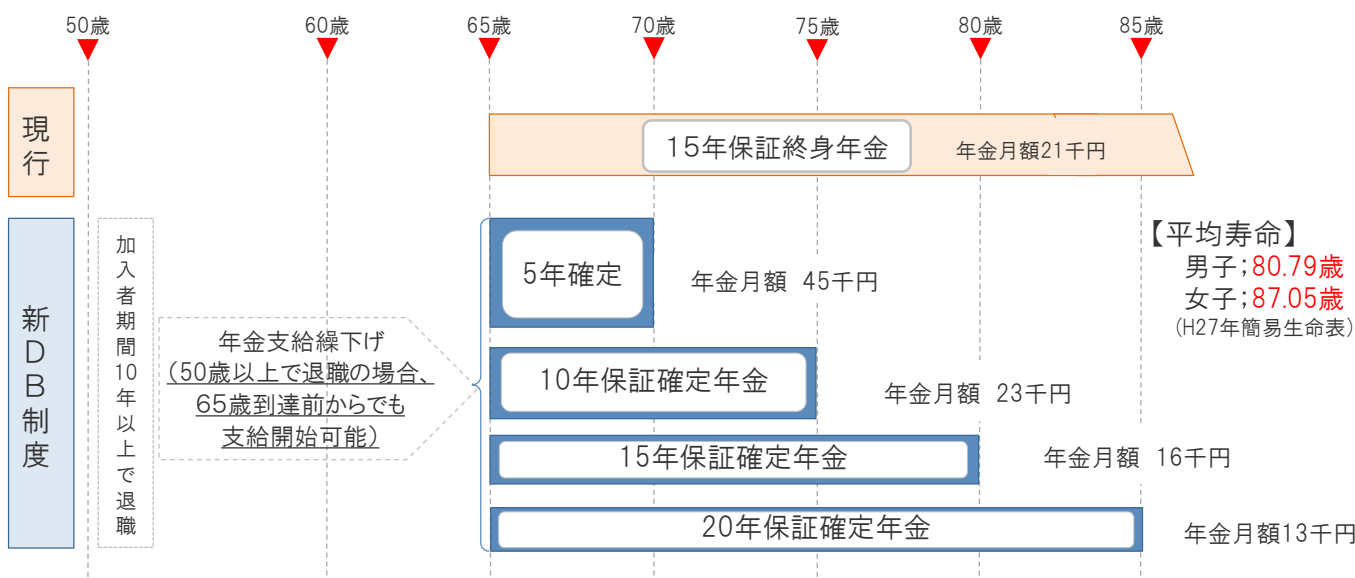 50歳
60歳
65歳
70歳
75歳
80歳
85歳
現行
15年保証終身年金
年金月額21千円
新DB制度
加入者期間10年以上で退職
年金支給繰下げ
（50歳以上で退職の場合、
65歳到達前からでも
支給開始可能）
5年確定
年金月額 45千円
10年保証確定年金
年金月額 23千円
15年保証確定年金
年金月額 16千円
20年保証確定年金
年金月額13千円
【平均寿命】
男子；80.79歳
女子；87.05歳
（H27年簡易生命表）